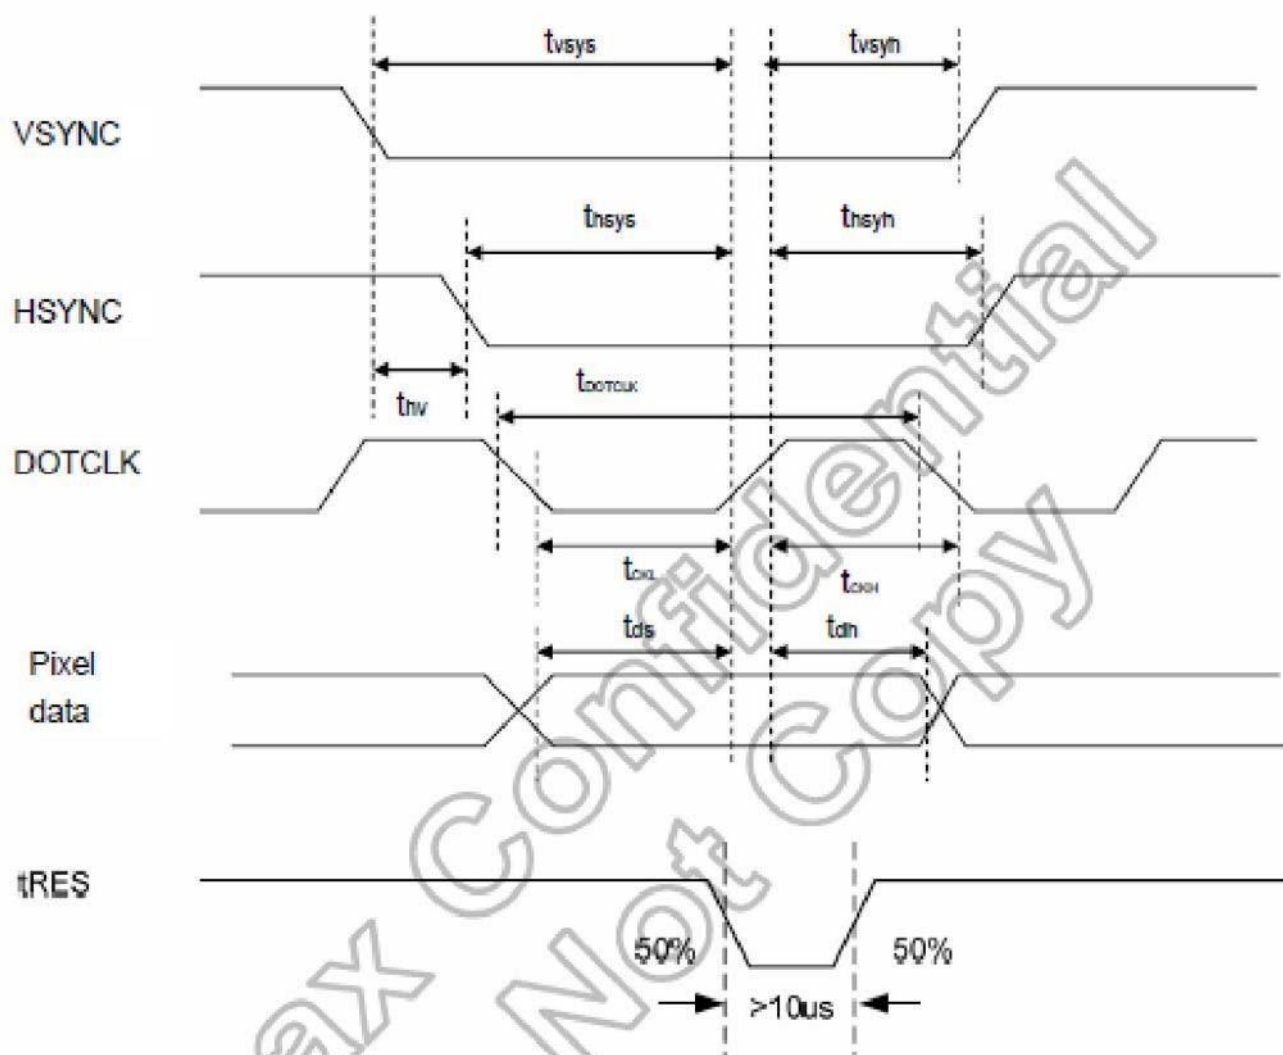 tvsys
tvsyh
VSYNC
thsys
thsyh
HSYNC
tDOTCLK
thv
DOTCLK
tCKL
tCKH
tds
tdh
Pixel
data
tRES
50%
50%
>10us
ax Confidential
Not Copy